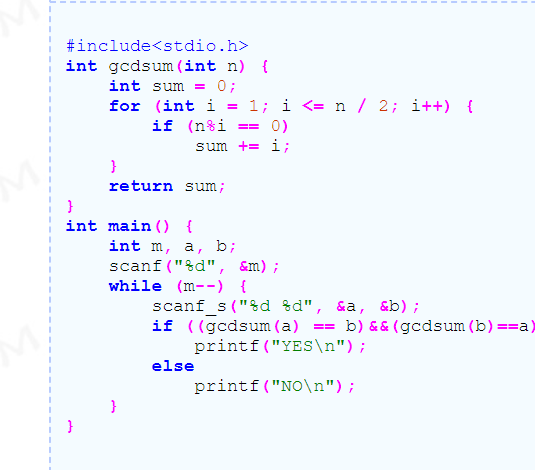 #include<stdio.h>
int gcdsum(int n) {
    int sum = 0;
    for (int i = 1; i <= n / 2; i++) {
        if (n%i == 0)
            sum += i;
    }
    return sum;
}
int main() {
    int m, a, b;
    scanf("%d", &m);
    while (m--) {
        scanf_s("%d %d", &a, &b);
        if ((gcdsum(a) == b)&&(gcdsum(b)==a)
            printf("YES\n");
        else
            printf("NO\n");
    }
}